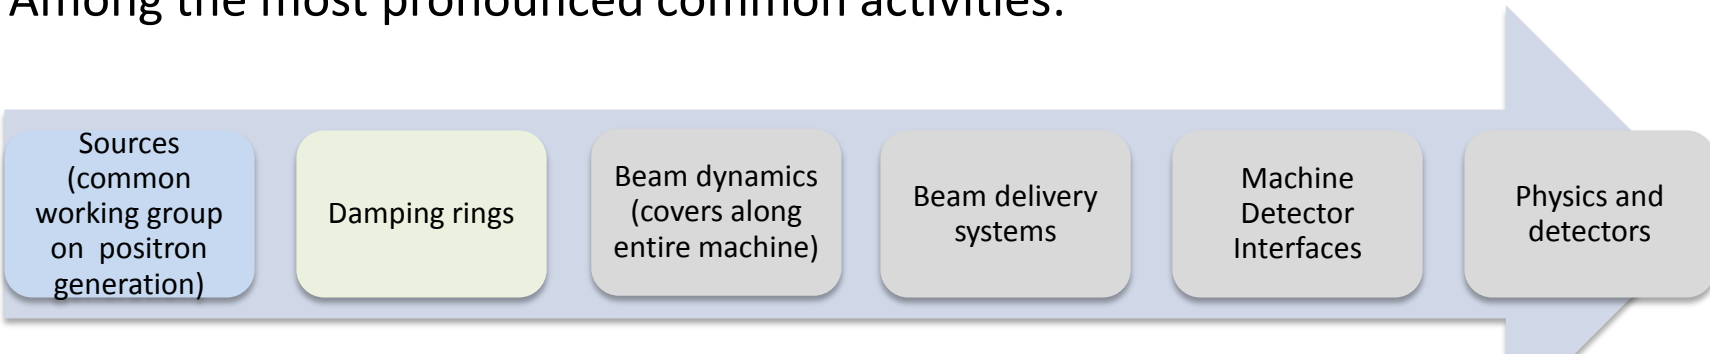 Among the most pronounced common activities:
Sources
(common
working group
on positron
generation)
Damping rings
Beam dynamics
(covers along
entire machine)
Beam delivery
systems
Machine
Detector
Interfaces
Physics and
detectors